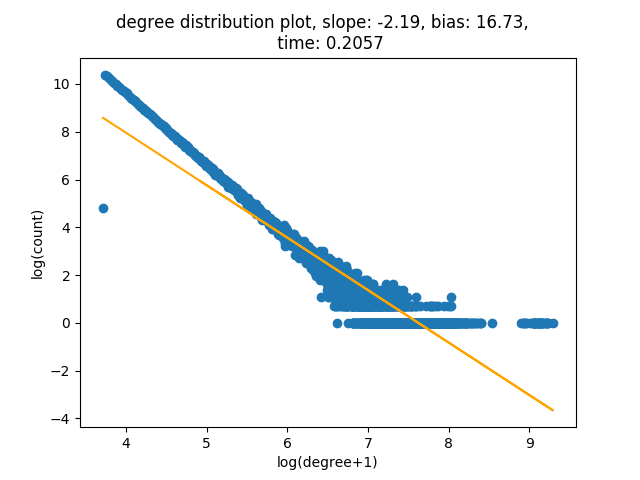 degree distribution plot, slope: -2.19, bias: 16.73,
time: 0.2057
log(count)
10
8
6
4
2
0
−2
−4
4 5 6 7 8 9
log(degree+1)